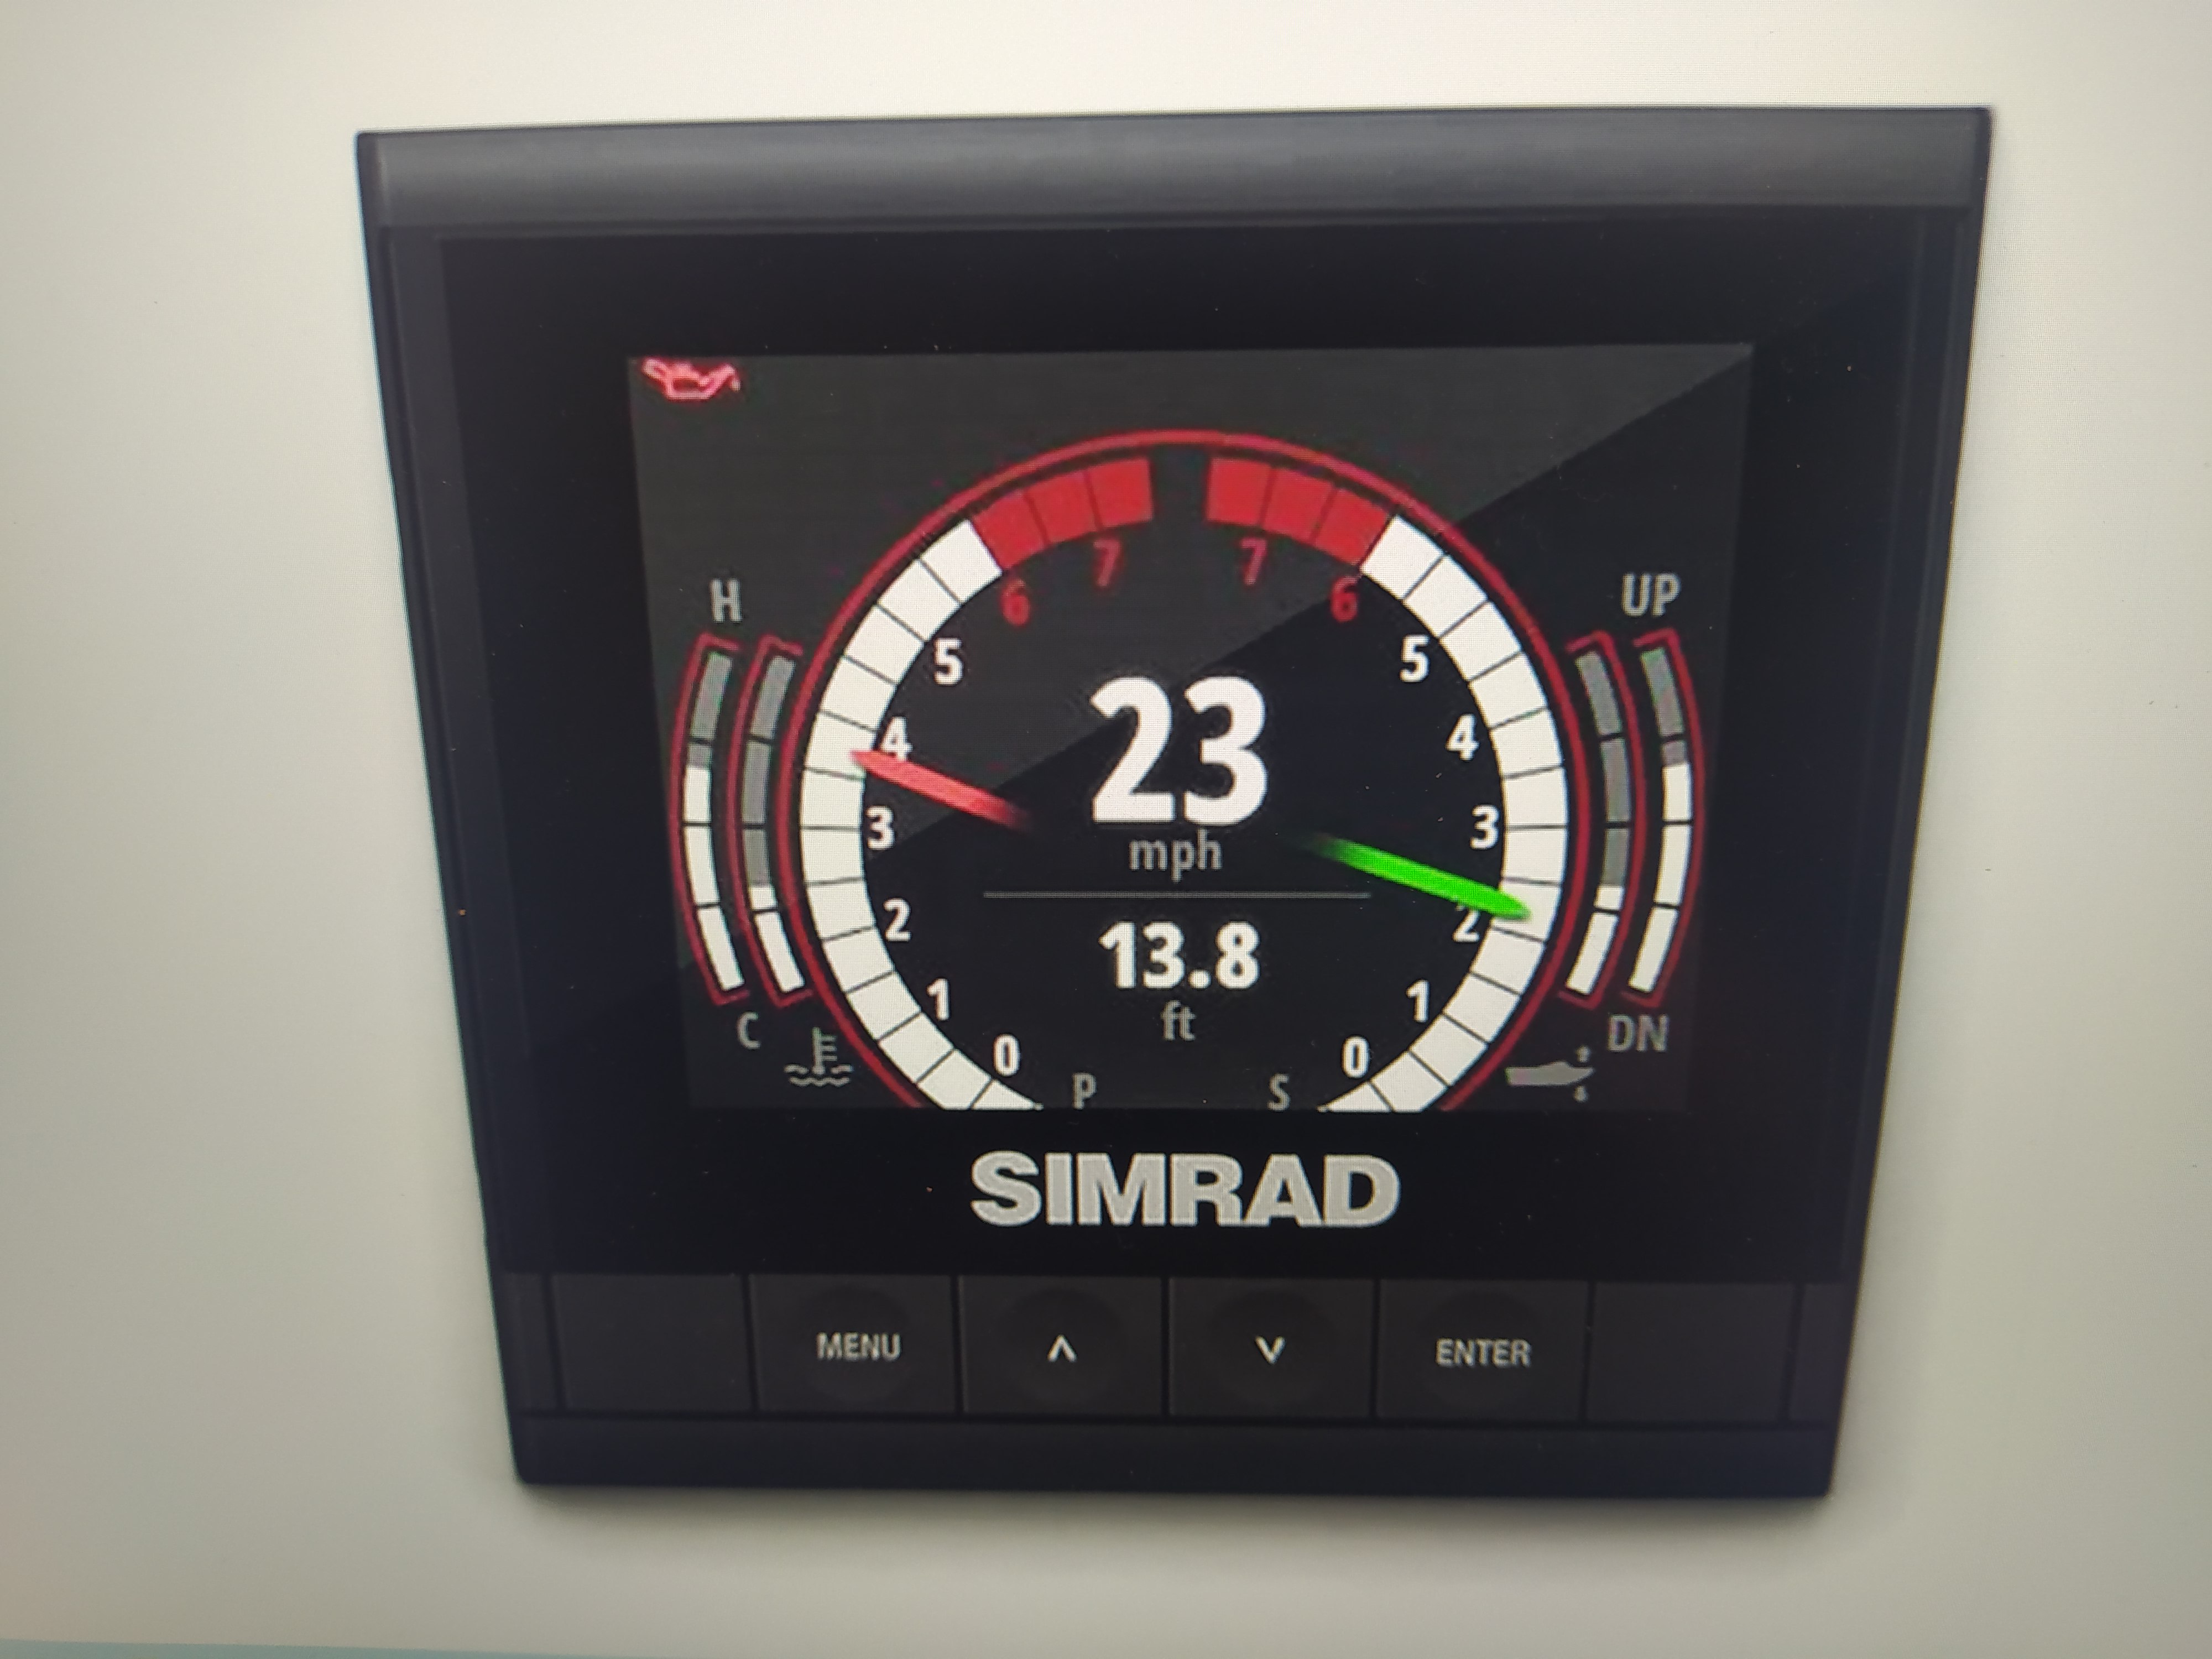 H
UP
7 7
6 6
5 5
4 4
3 3
2 2
1 1
0 0
23
mph
13.8
ft
C
DN
P S
SIMRAD
MENU
∧
∨
ENTER